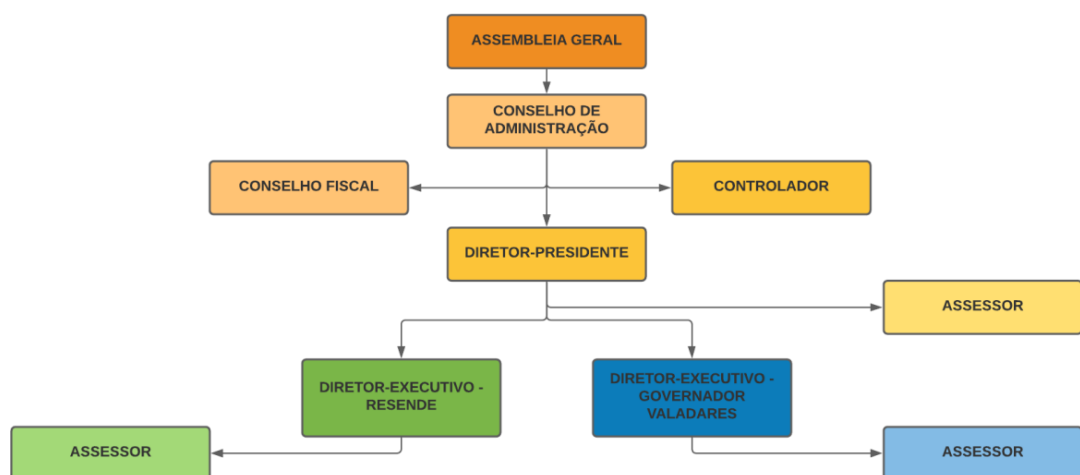 ASSEMBLEIA GERAL
CONSELHO DE
ADMINISTRAÇÃO
CONSELHO FISCAL
CONTROLADOR
DIRETOR-PRESIDENTE
ASSESSOR
DIRETOR-EXECUTIVO -
RESENDE
DIRETOR-EXECUTIVO -
GOVERNADOR
VALADARES
ASSESSOR
ASSESSOR